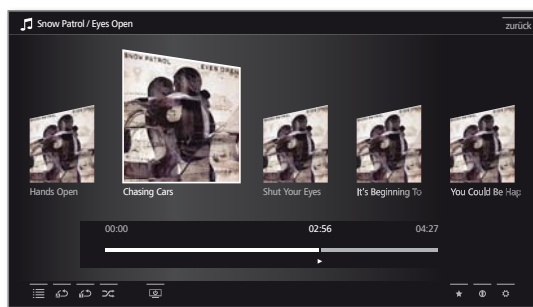 Snow Patrol / Eyes Open
zurück
SNOW PATROL EYES OPEN
Hands Open
Chasing Cars
Shut Your Eyes
It's Beginning To
You Could Be Hap
00:00 02:56 04:27